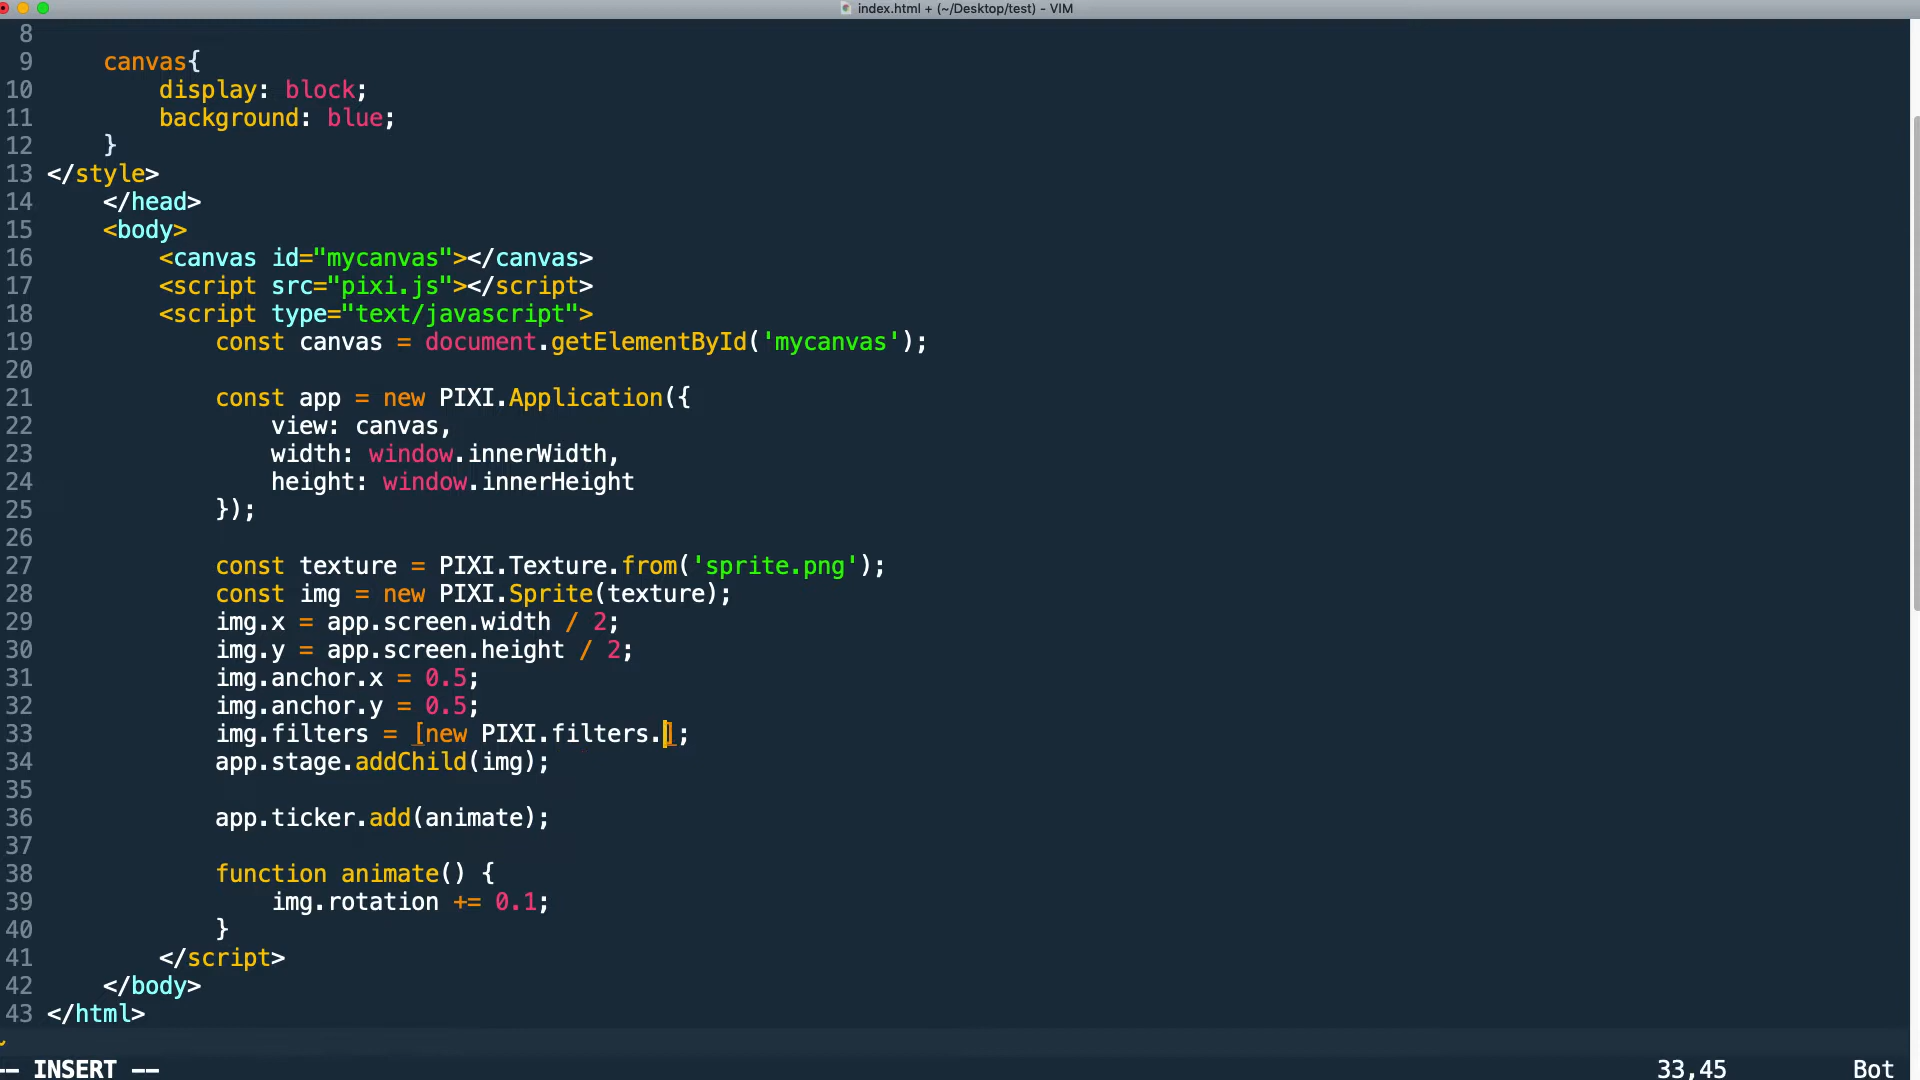 index.html + (~/Desktop/test) - VIM
8
9     canvas{
10         display: block;
11         background: blue;
12     }
13 </style>
14     </head>
15     <body>
16         <canvas id="mycanvas"></canvas>
17         <script src="pixi.js"></script>
18         <script type="text/javascript">
19             const canvas = document.getElementById('mycanvas');
20
21             const app = new PIXI.Application({
22                 view: canvas,
23                 width: window.innerWidth,
24                 height: window.innerHeight
25             });
26
27             const texture = PIXI.Texture.from('sprite.png');
28             const img = new PIXI.Sprite(texture);
29             img.x = app.screen.width / 2;
30             img.y = app.screen.height / 2;
31             img.anchor.x = 0.5;
32             img.anchor.y = 0.5;
33             img.filters = [new PIXI.filters.];
34             app.stage.addChild(img);
35
36             app.ticker.add(animate);
37
38             function animate() {
39                 img.rotation += 0.1;
40             }
41         </script>
42     </body>
43 </html>
~
-- INSERT -- 33,45 Bot